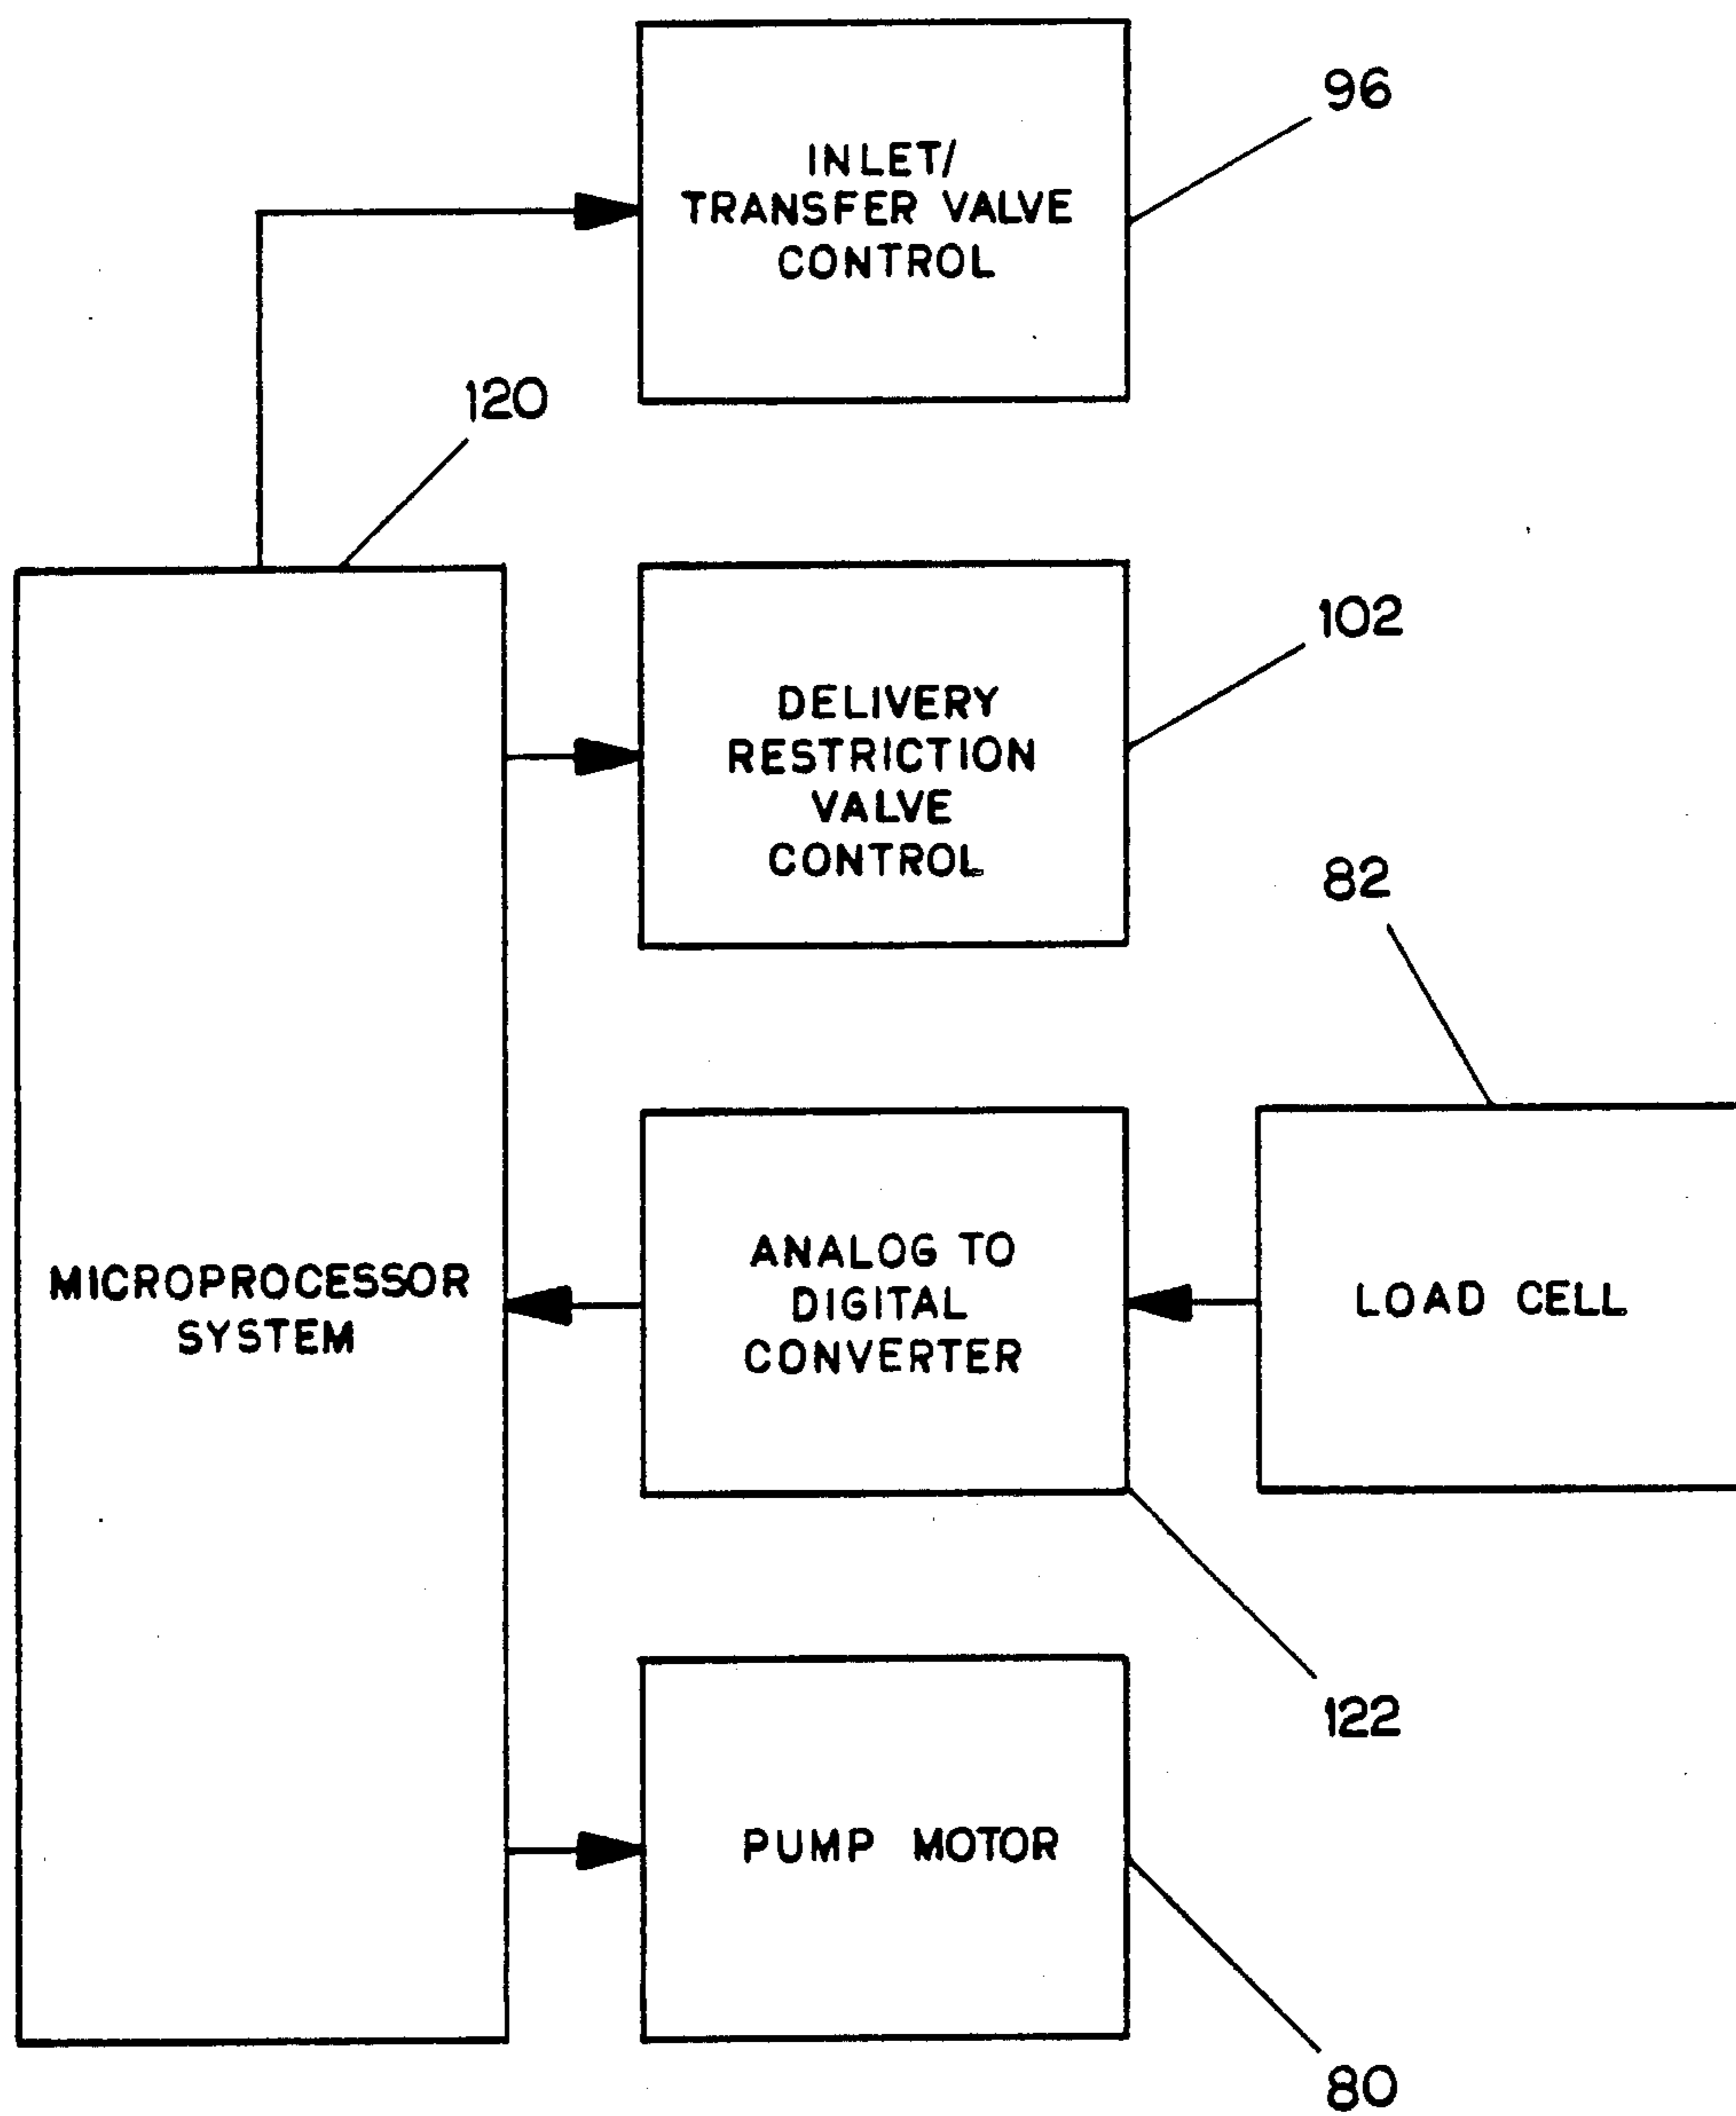 96
INLET/
TRANSFER VALVE
CONTROL
120
102
DELIVERY
RESTRICTION
VALVE
CONTROL
82
ANALOG TO
DIGITAL
CONVERTER
LOAD CELL
MICROPROCESSOR
SYSTEM
122
PUMP MOTOR
80